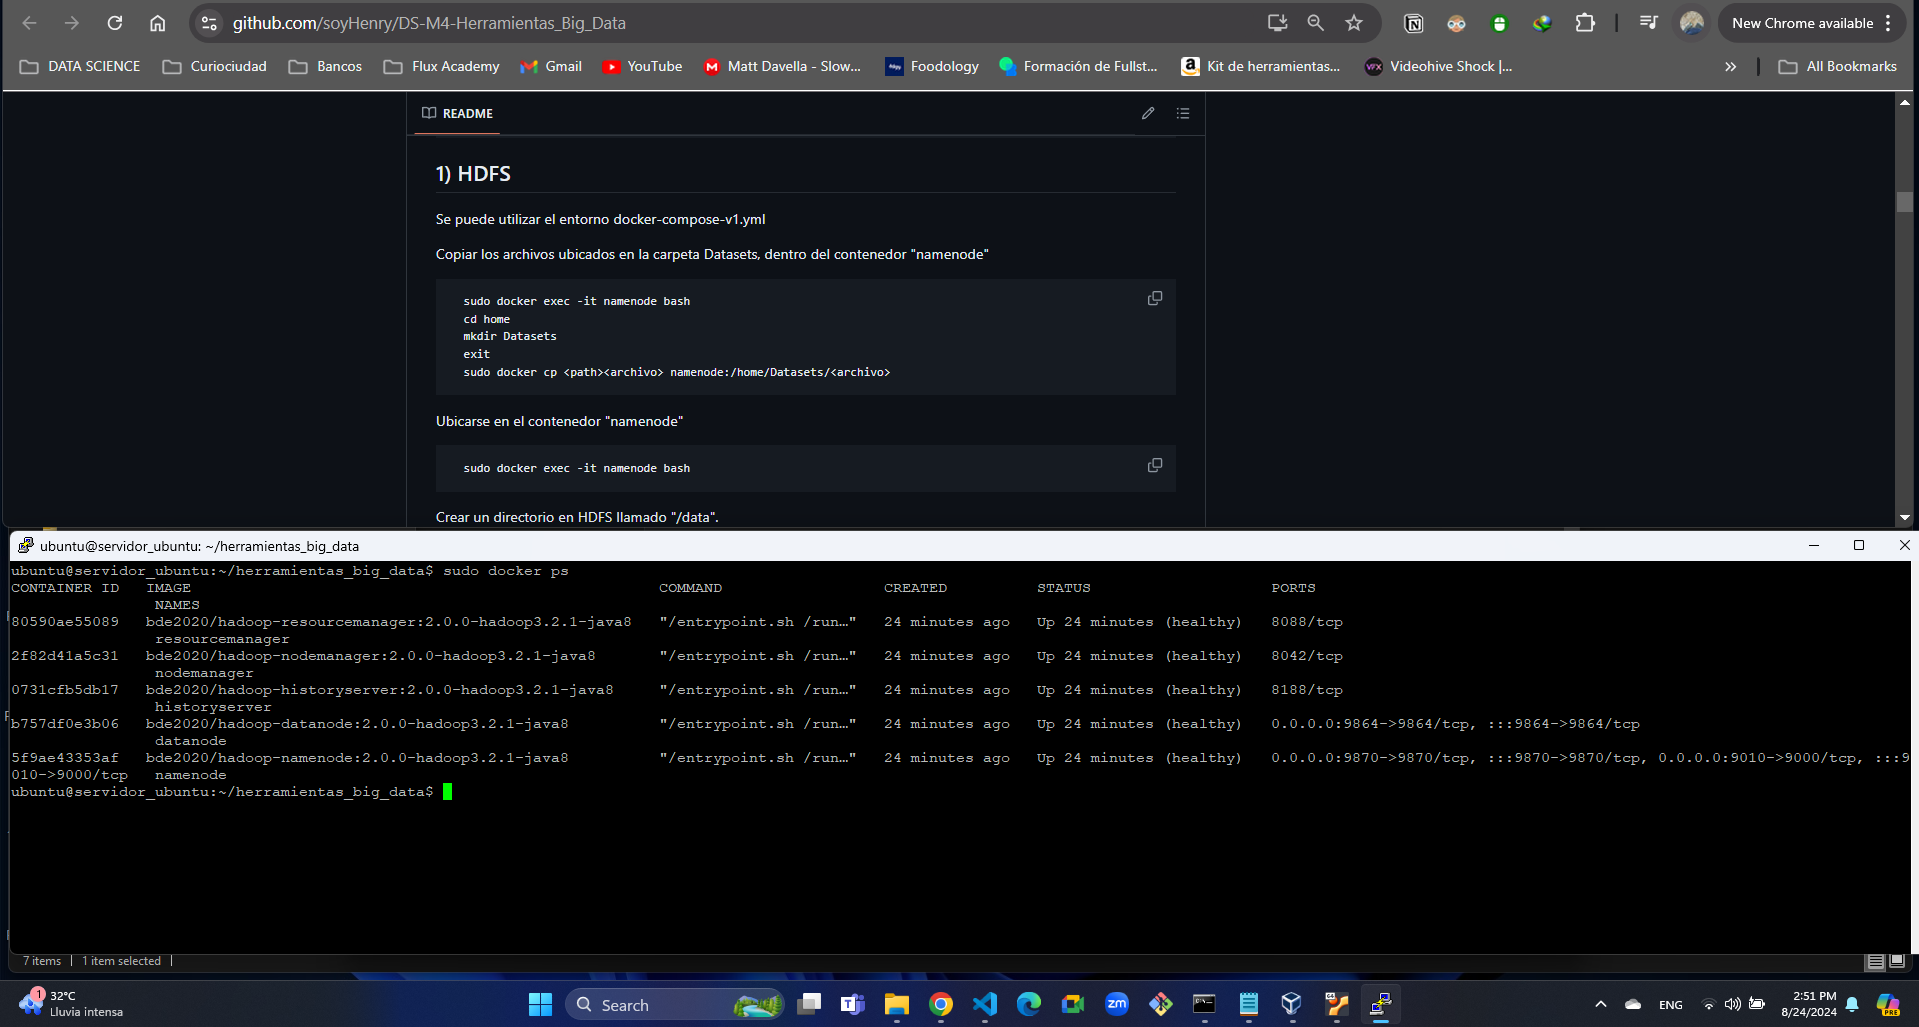 github.com/soyHenry/DS-M4-Herramientas_Big_Data
New Chrome available
DATA SCIENCE
Curiociudad
Bancos
Flux Academy
Gmail
YouTube
Matt Davella - Slow...
Foodology
Formación de Fullst...
Kit de herramientas...
Videohive Shock |...
All Bookmarks
README
1) HDFS
Se puede utilizar el entorno docker-compose-v1.yml
Copiar los archivos ubicados en la carpeta Datasets, dentro del contenedor "namenode"
sudo docker exec -it namenode bash
cd home
mkdir Datasets
exit
sudo docker cp <path><archivo> namenode:/home/Datasets/<archivo>
Ubicarse en el contenedor "namenode"
sudo docker exec -it namenode bash
Crear un directorio en HDFS llamado "/data".
ubuntu@servidor_ubuntu: ~/herramientas_big_data
ubuntu@servidor_ubuntu:~/herramientas_big_data$ sudo docker ps
CONTAINER ID   IMAGE   COMMAND   CREATED   STATUS   PORTS
NAMES
80590ae55089   bde2020/hadoop-resourcemanager:2.0.0-hadoop3.2.1-java8   "/entrypoint.sh /run…"   24 minutes ago   Up 24 minutes (healthy)   8088/tcp
resourcemanager
2f82d41a5c31   bde2020/hadoop-nodemanager:2.0.0-hadoop3.2.1-java8   "/entrypoint.sh /run…"   24 minutes ago   Up 24 minutes (healthy)   8042/tcp
nodemanager
0731cfb5db17   bde2020/hadoop-historyserver:2.0.0-hadoop3.2.1-java8   "/entrypoint.sh /run…"   24 minutes ago   Up 24 minutes (healthy)   8188/tcp
historyserver
b757df0e3b06   bde2020/hadoop-datanode:2.0.0-hadoop3.2.1-java8   "/entrypoint.sh /run…"   24 minutes ago   Up 24 minutes (healthy)   0.0.0.0:9864->9864/tcp, :::9864->9864/tcp
datanode
5f9ae43353af   bde2020/hadoop-namenode:2.0.0-hadoop3.2.1-java8   "/entrypoint.sh /run…"   24 minutes ago   Up 24 minutes (healthy)   0.0.0.0:9870->9870/tcp, :::9870->9870/tcp, 0.0.0.0:9010->9000/tcp, :::9
010->9000/tcp   namenode
ubuntu@servidor_ubuntu:~/herramientas_big_data$
7 items | 1 item selected |
1
32°C
Lluvia intensa
Search
zm
ENG
2:51 PM
8/24/2024
PRE